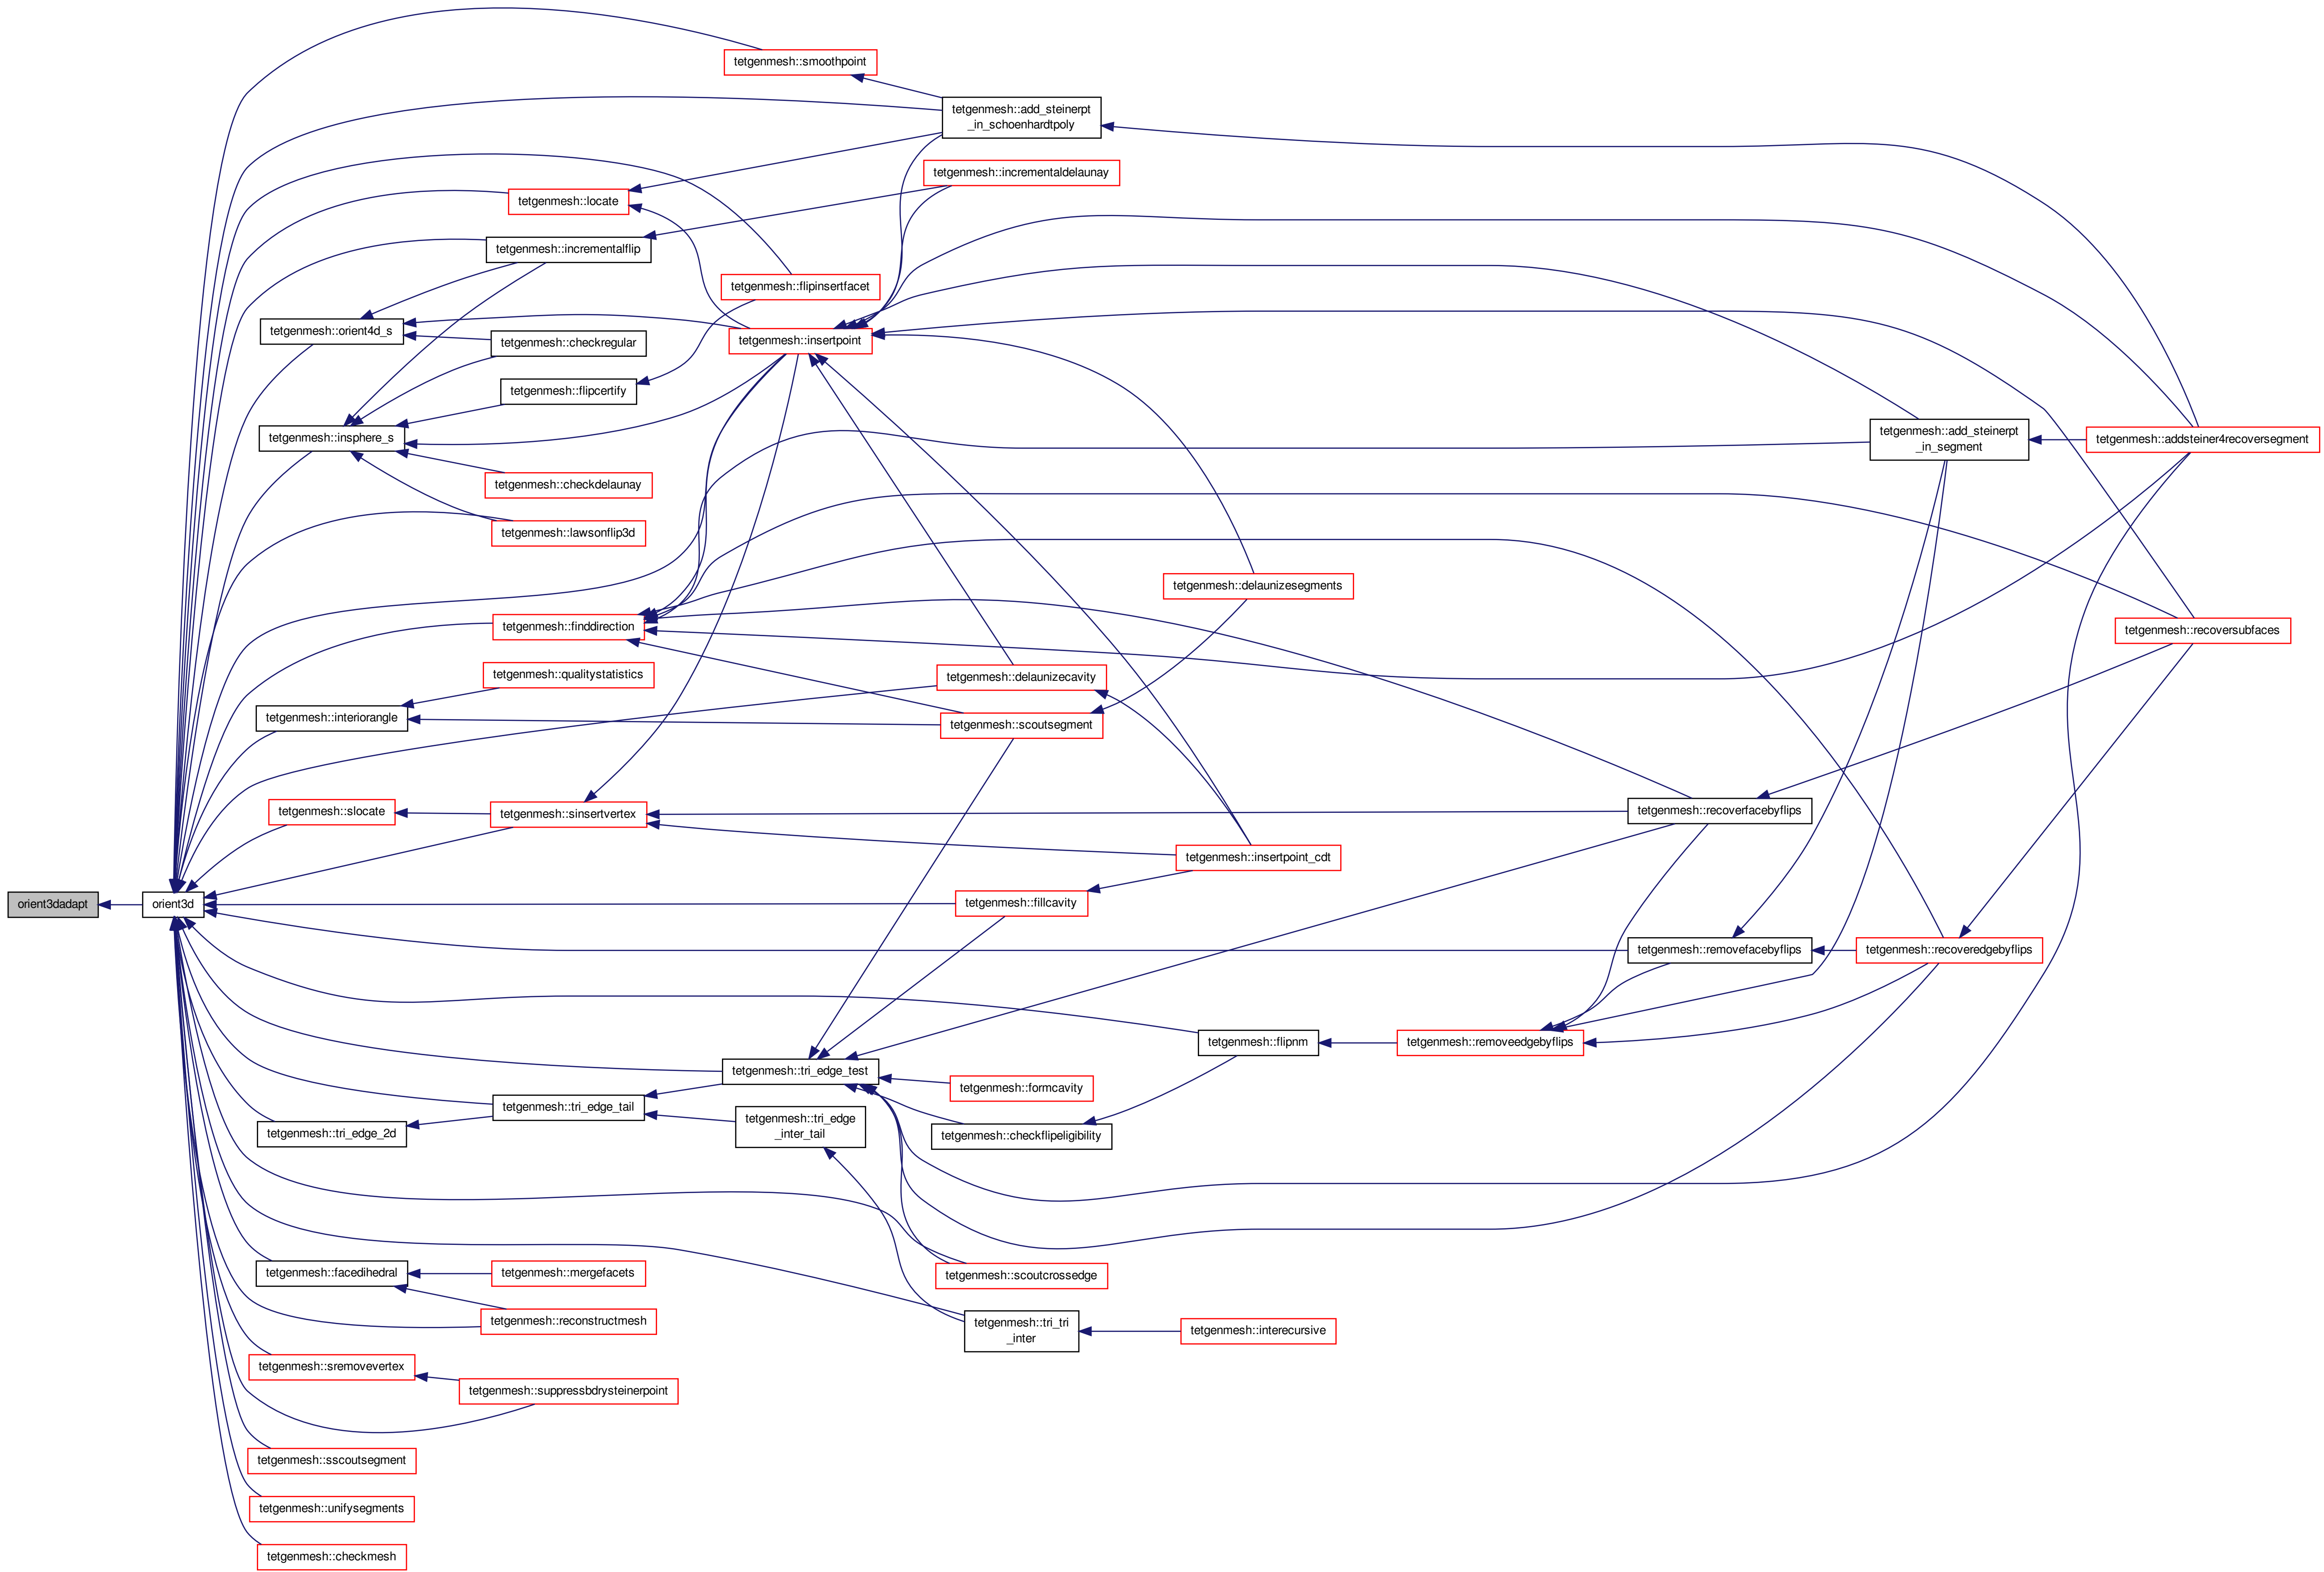 tetgenmesh::smoothpoint
tetgenmesh::add_steinerpt
_in_schoenhardtpoly
tetgenmesh::incrementaldelaunay
tetgenmesh::locate
tetgenmesh::incrementalflip
tetgenmesh::flipinsertfacet
tetgenmesh::orient4d_s
tetgenmesh::checkregular
tetgenmesh::insertpoint
tetgenmesh::flipcertify
tetgenmesh::insphere_s
tetgenmesh::add_steinerpt
_in_segment
tetgenmesh::addsteiner4recoversegment
tetgenmesh::checkdelaunay
tetgenmesh::lawsonflip3d
tetgenmesh::delaunizesegments
tetgenmesh::finddirection
tetgenmesh::recoversubfaces
tetgenmesh::qualitystatistics
tetgenmesh::delaunizecavity
tetgenmesh::interiorangle
tetgenmesh::scoutsegment
tetgenmesh::slocate
tetgenmesh::sinsertvertex
tetgenmesh::recoverfacebyflips
tetgenmesh::insertpoint_cdt
orient3dadapt
orient3d
tetgenmesh::fillcavity
tetgenmesh::removefacebyflips
tetgenmesh::recoveredgebyflips
tetgenmesh::flipnm
tetgenmesh::removeedgebyflips
tetgenmesh::tri_edge_test
tetgenmesh::formcavity
tetgenmesh::tri_edge_tail
tetgenmesh::tri_edge
_inter_tail
tetgenmesh::tri_edge_2d
tetgenmesh::checkflipeligibility
tetgenmesh::facedihedral
tetgenmesh::mergefacets
tetgenmesh::scoutcrossedge
tetgenmesh::reconstructmesh
tetgenmesh::tri_tri
_inter
tetgenmesh::interecursive
tetgenmesh::sremovevertex
tetgenmesh::suppressbdrysteinerpoint
tetgenmesh::sscoutsegment
tetgenmesh::unifysegments
tetgenmesh::checkmesh